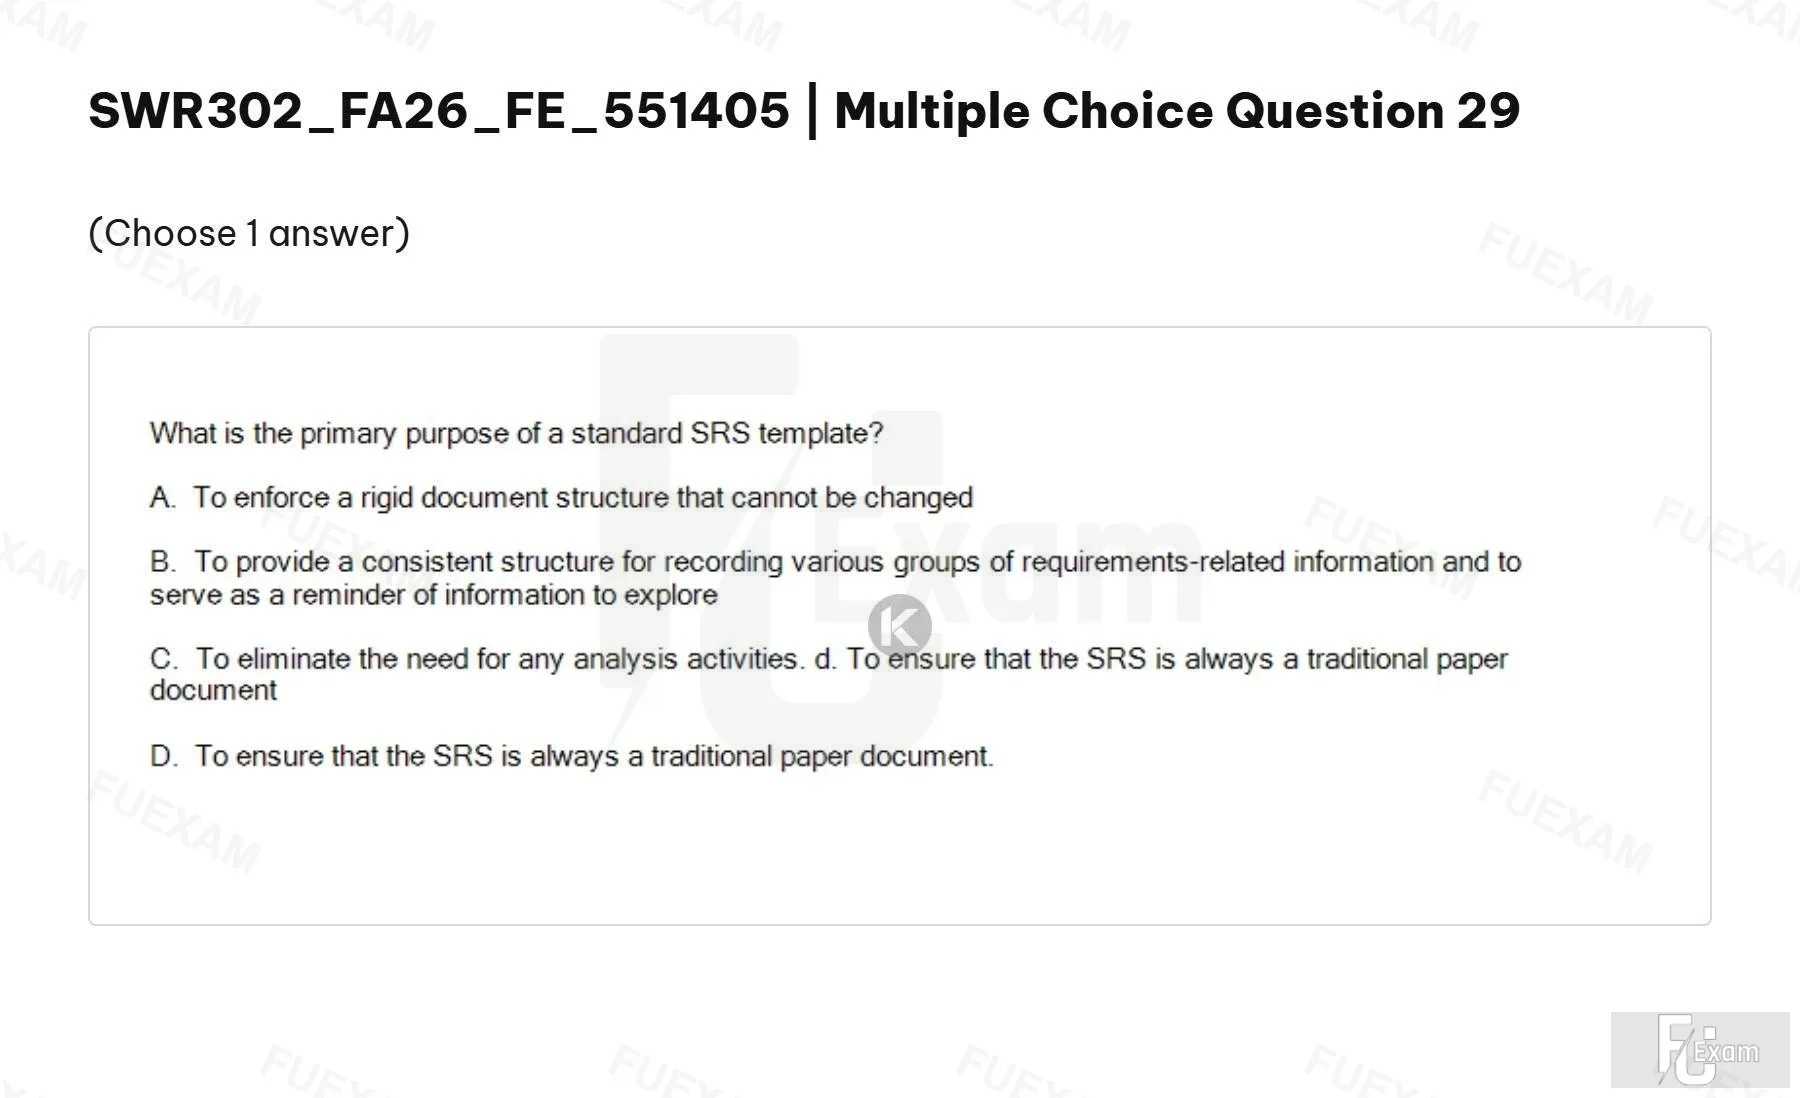 SWR302_FA26_FE_551405 | Multiple Choice Question 29
(Choose 1 answer)
What is the primary purpose of a standard SRS template?
A. To enforce a rigid document structure that cannot be changed
B. To provide a consistent structure for recording various groups of requirements-related information and to
serve as a reminder of information to explore
C. To eliminate the need for any analysis activities. d. To ensure that the SRS is always a traditional paper
document
D. To ensure that the SRS is always a traditional paper document.
FUEXAM
FU Exam
K